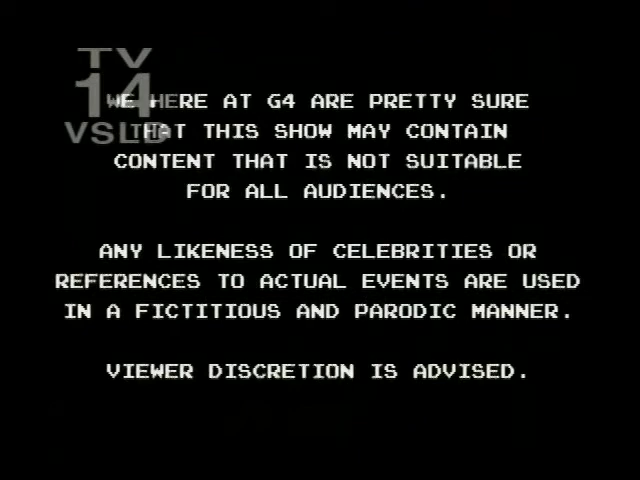 TV
14
VSLD
WE HERE AT G4 ARE PRETTY SURE
THAT THIS SHOW MAY CONTAIN
CONTENT THAT IS NOT SUITABLE
FOR ALL AUDIENCES.
ANY LIKENESS OF CELEBRITIES OR
REFERENCES TO ACTUAL EVENTS ARE USED
IN A FICTITIOUS AND PARODIC MANNER.
VIEWER DISCRETION IS ADVISED.